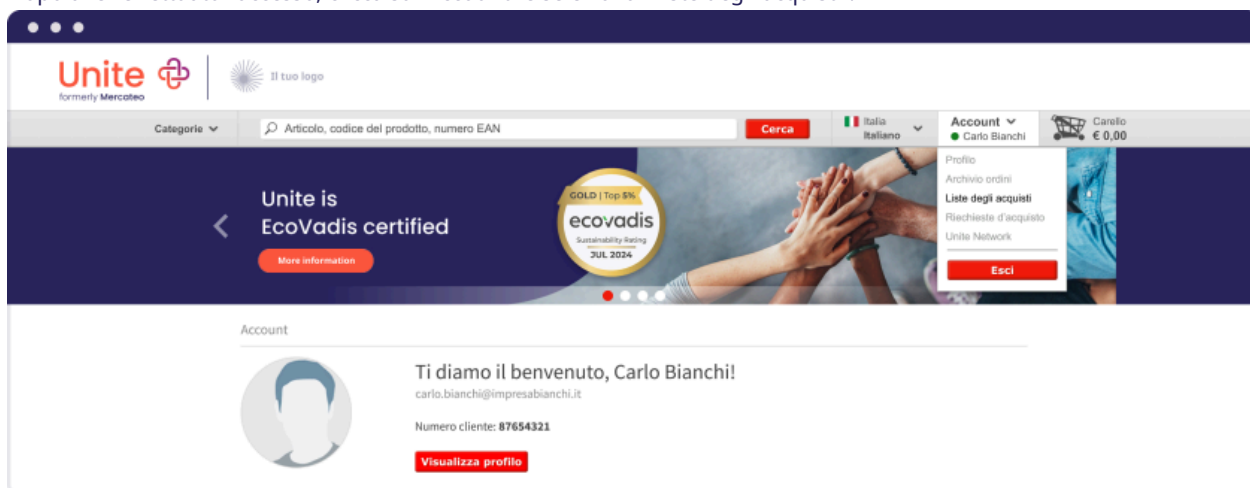 Unite
formerly Mercateo
Il tuo logo
Categorie
Articolo, codice del prodotto, numero EAN
Cerca
Italia
Italiano
Account
Carlo Bianchi
Carello
€ 0,00
Profilo
Archivio ordini
Liste degli acquisti
Riechieste d'acquisto
Unite Network
Esci
Unite is
EcoVadis certified
More information
GOLD | Top 5%
ecovadis
Sustainability Rating
JUL 2024
Account
Ti diamo il benvenuto, Carlo Bianchi!
carlo.bianchi@impresabianchi.it
Numero cliente: 87654321
Visualizza profilo